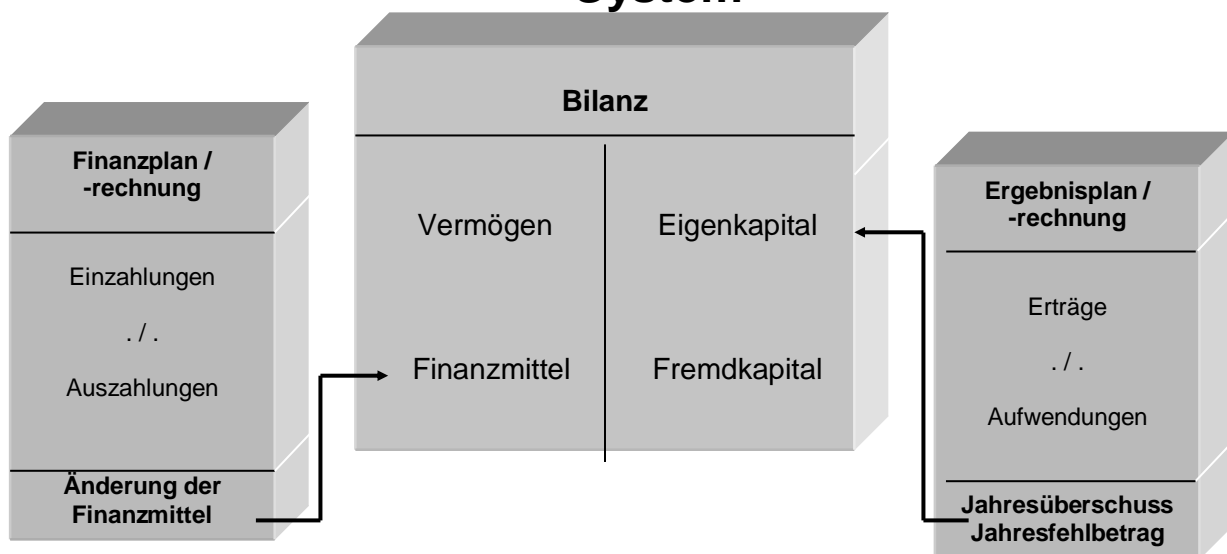 System
Bilanz
Finanzplan /
-rechnung
Einzahlungen
. / .
Auszahlungen
Änderung der
Finanzmittel
Vermögen
Eigenkapital
Finanzmittel
Fremdkapital
Ergebnisplan /
-rechnung
Erträge
. / .
Aufwendungen
Jahresüberschuss
Jahresfehlbetrag